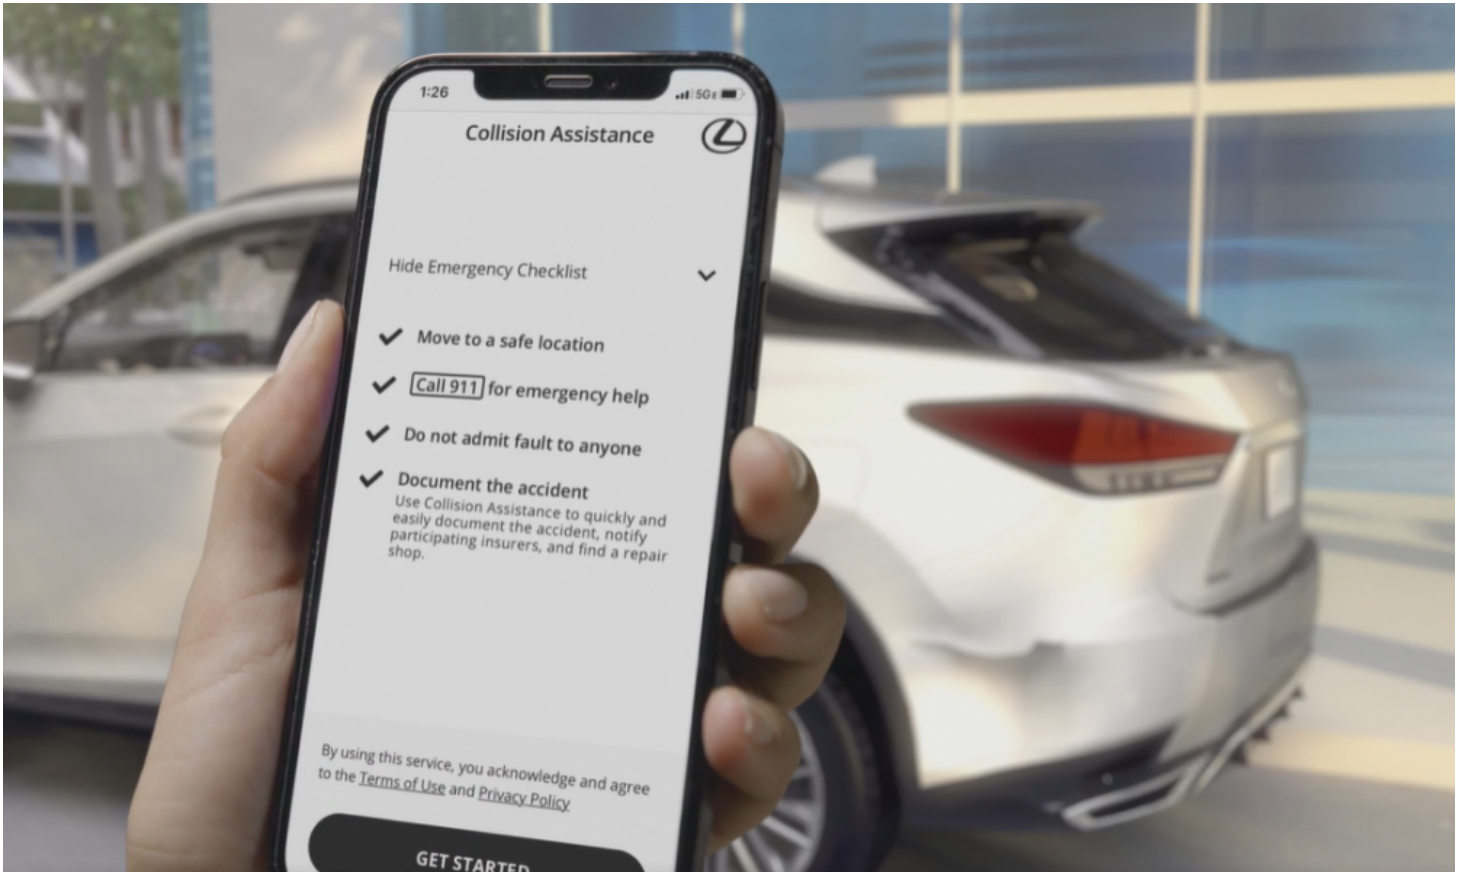 1:26
5GE
Collision Assistance
Hide Emergency Checklist
Move to a safe location
Call 911 for emergency help
Do not admit fault to anyone
Document the accident
Use Collision Assistance to quickly and
easily document the accident, notify
participating insurers, and find a repair
shop.
By using this service, you acknowledge and agree
to the Terms of Use and Privacy Policy
GET STARTED